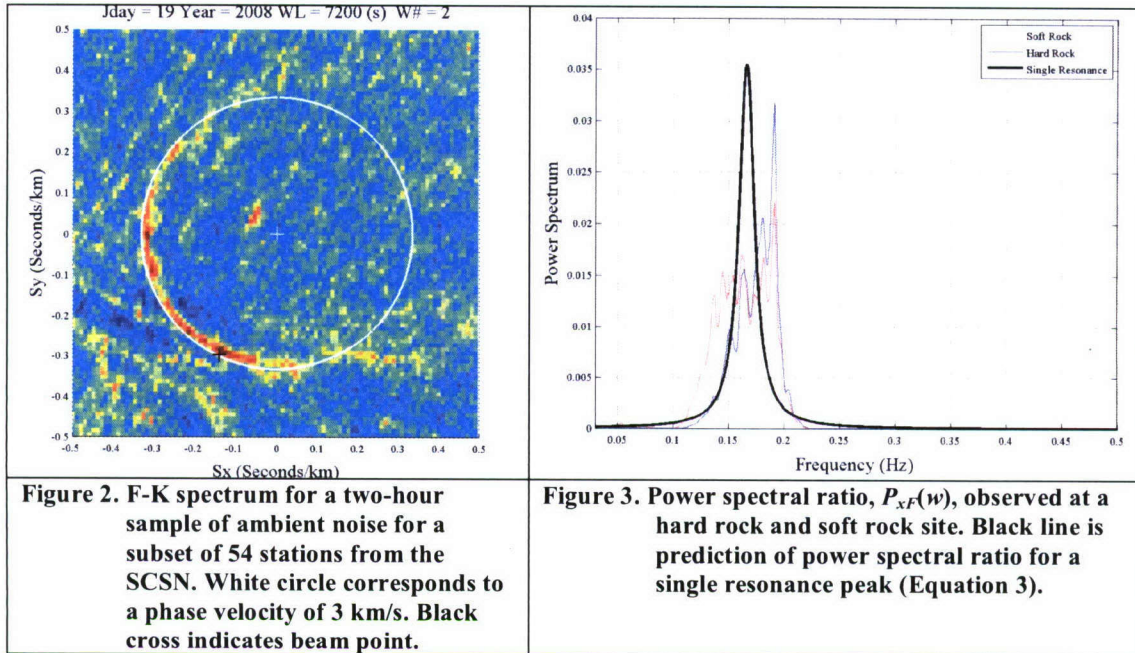 Jday = 19 Year = 2008 WL = 7200 (s) W# = 2
0.5
0.4
0.3
0.2
0.1
0
-0.1
-0.2
-0.3
-0.4
-0.5
Sy (Seconds/km)
-0.5 -0.4 -0.3 -0.2 -0.1 0 0.1 0.2 0.3 0.4 0.5
Sx (Seconds/km)
0.04
0.035
0.03
0.025
0.02
0.015
0.01
0.005
0
Power Spectrum
Soft Rock
Hard Rock
Single Resonance
0.05 0.1 0.15 0.2 0.25 0.3 0.35 0.4 0.45 0.5
Frequency (Hz)
Figure 2. F-K spectrum for a two-hour
sample of ambient noise for a
subset of 54 stations from the
SCSN. White circle corresponds to
a phase velocity of 3 km/s. Black
cross indicates beam point.
Figure 3. Power spectral ratio, PxF(w), observed at a
hard rock and soft rock site. Black line is
prediction of power spectral ratio for a
single resonance peak (Equation 3).